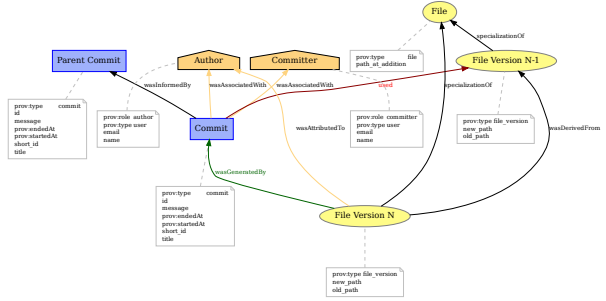 File
specializationOf
prov:type file
path_at_addition
Parent Commit
Author
Committer
File Version N-1
wasInformedBy
wasAssociatedWith
wasAssociatedWith
used
specializationOf
prov:type commit
id
message
prov:endedAt
prov:startedAt
short_id
title
prov:role author
prov:type user
email
name
Commit
wasAttributedTo
prov:role committer
prov:type user
email
name
prov:type file_version
new_path
old_path
wasDerivedFrom
wasGeneratedBy
prov:type commit
id
message
prov:endedAt
prov:startedAt
short_id
title
File Version N
prov:type file_version
new_path
old_path